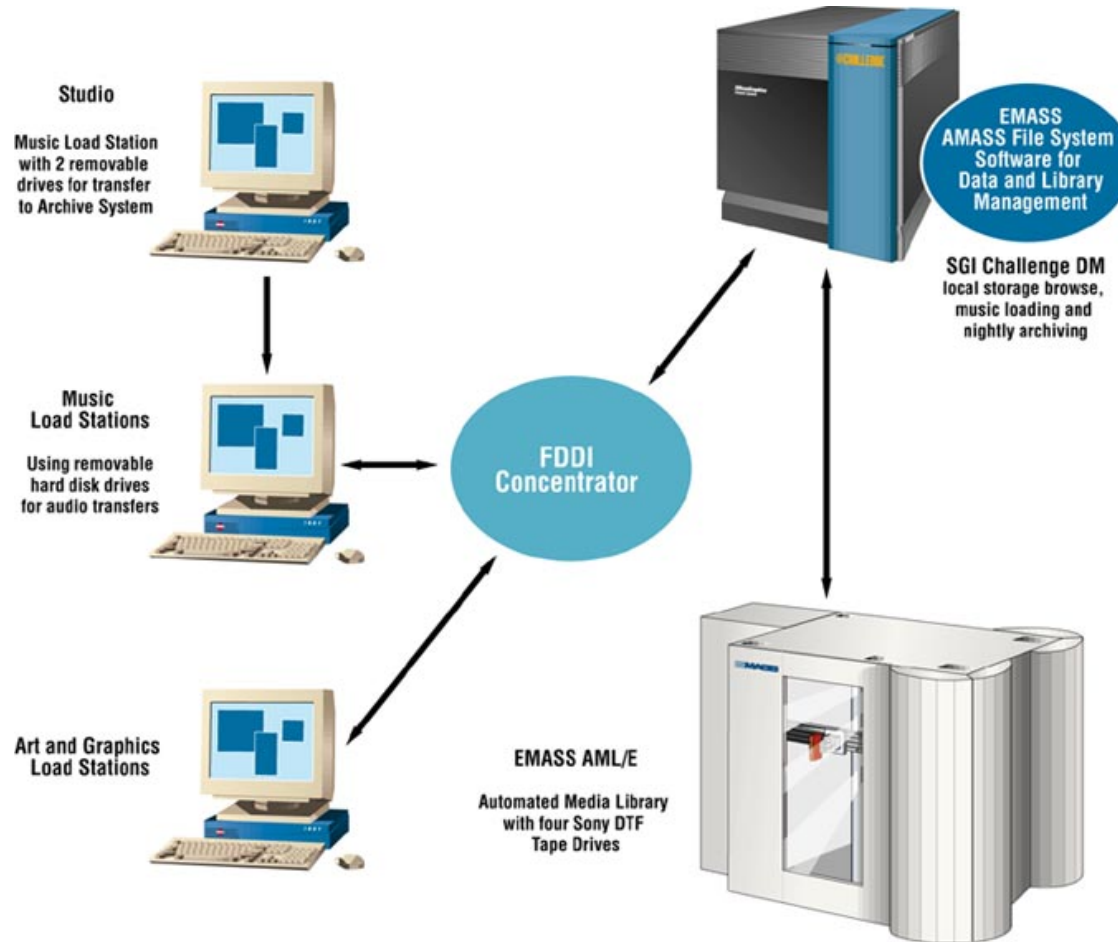 Studio
Music Load Station
with 2 removable
drives for transfer
to Archive System
CHALLENGE
EMASS
AMASS File System
Software for
Data and Library
Management
SGI Challenge DM
local storage browse,
music loading and
nightly archiving
Music
Load Stations
Using removable
hard disk drives
for audio transfers
FDDI
Concentrator
Art and Graphics
Load Stations
EMASS AML/E
Automated Media Library
with four Sony DTF
Tape Drives